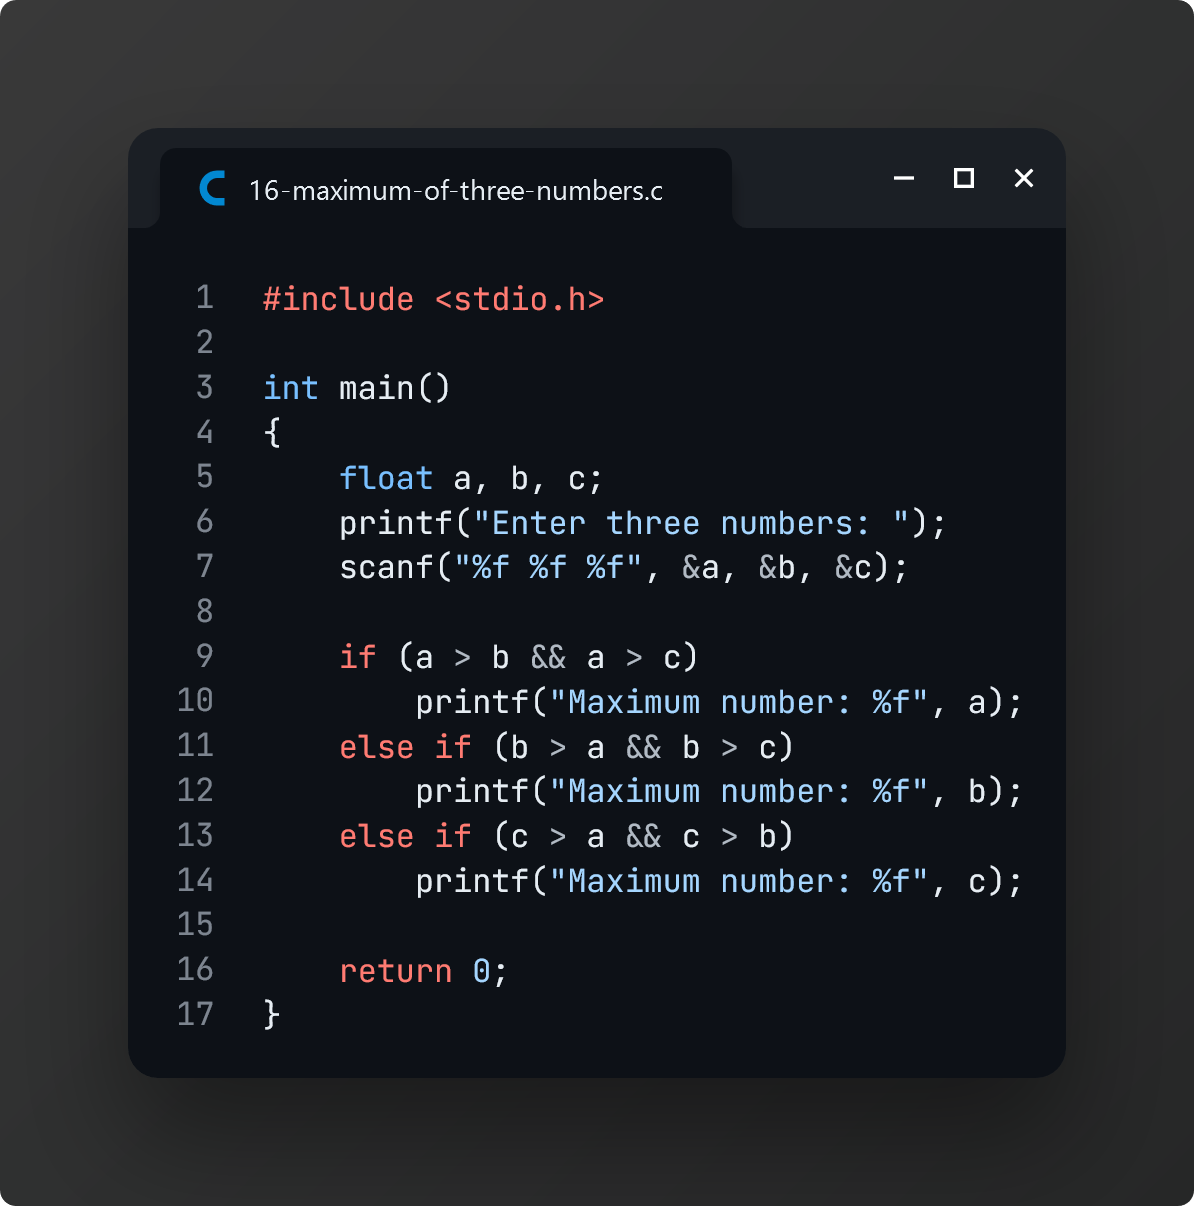 16-maximum-of-three-numbers.c
1 #include <stdio.h>
2
3 int main()
4 {
5     float a, b, c;
6     printf("Enter three numbers: ");
7     scanf("%f %f %f", &a, &b, &c);
8
9     if (a > b && a > c)
10         printf("Maximum number: %f", a);
11     else if (b > a && b > c)
12         printf("Maximum number: %f", b);
13     else if (c > a && c > b)
14         printf("Maximum number: %f", c);
15
16     return 0;
17 }